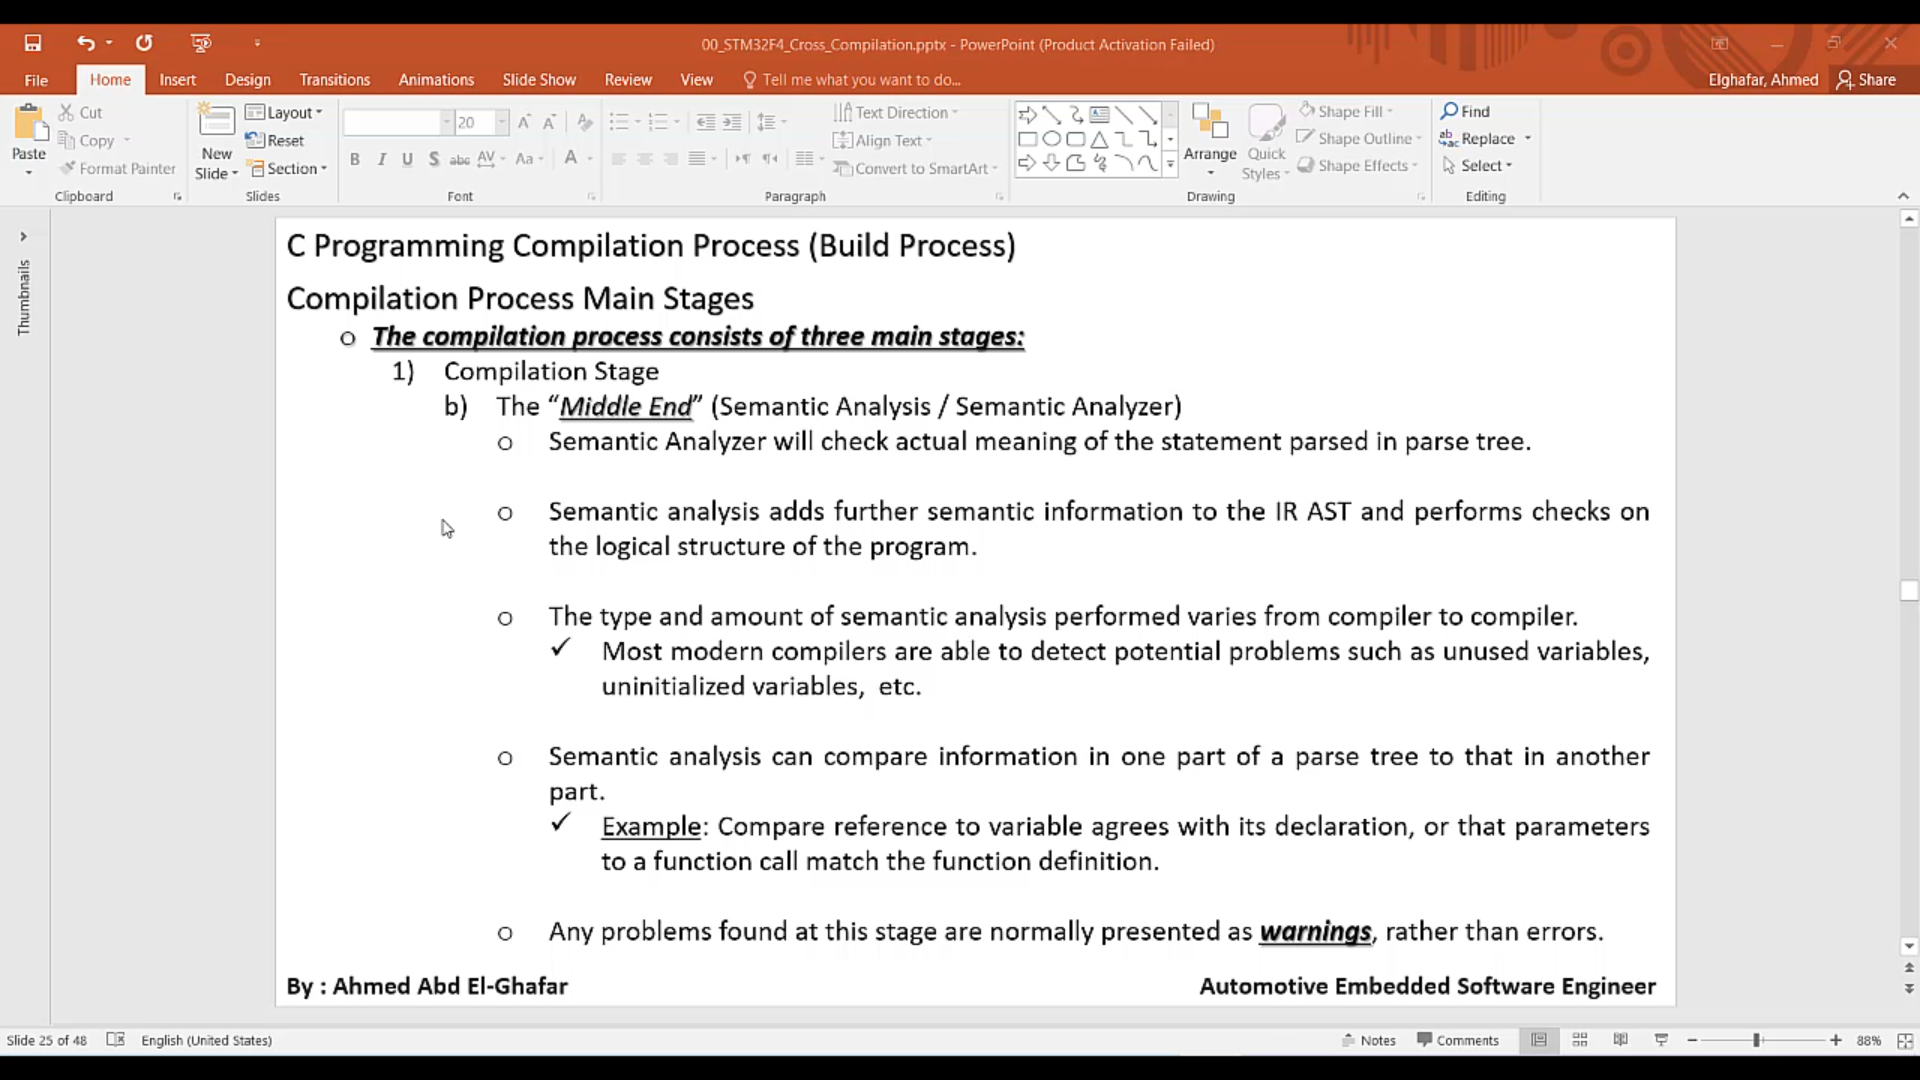 00_STM32F4_Cross_Compilation.pptx - PowerPoint (Product Activation Failed)
File Home Insert Design Transitions Animations Slide Show Review View Tell me what you want to do... Elghafar, Ahmed Share
Paste
Cut
Copy
Format Painter
Clipboard
New Slide
Layout
Reset
Section
Slides
20
B I U S abc AV Aa A
Font
Paragraph
Text Direction
Align Text
Convert to SmartArt
Arrange
Quick Styles
Shape Fill
Shape Outline
Shape Effects
Drawing
Find
Replace
Select
Editing
Thumbnails
C Programming Compilation Process (Build Process)
Compilation Process Main Stages
o The compilation process consists of three main stages:
1) Compilation Stage
b) The “Middle End” (Semantic Analysis / Semantic Analyzer)
o Semantic Analyzer will check actual meaning of the statement parsed in parse tree.
o Semantic analysis adds further semantic information to the IR AST and performs checks on
the logical structure of the program.
o The type and amount of semantic analysis performed varies from compiler to compiler.
✓ Most modern compilers are able to detect potential problems such as unused variables,
uninitialized variables, etc.
o Semantic analysis can compare information in one part of a parse tree to that in another
part.
✓ Example: Compare reference to variable agrees with its declaration, or that parameters
to a function call match the function definition.
o Any problems found at this stage are normally presented as warnings, rather than errors.
By : Ahmed Abd El-Ghafar
Automotive Embedded Software Engineer
Slide 25 of 48 English (United States) Notes Comments 88%